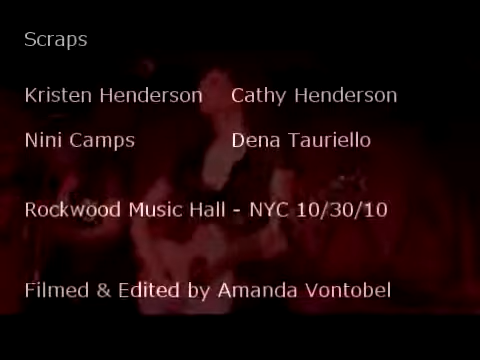 Scraps
Kristen Henderson Cathy Henderson
Nini Camps Dena Tauriello
Rockwood Music Hall - NYC 10/30/10
Filmed & Edited by Amanda Vontobel